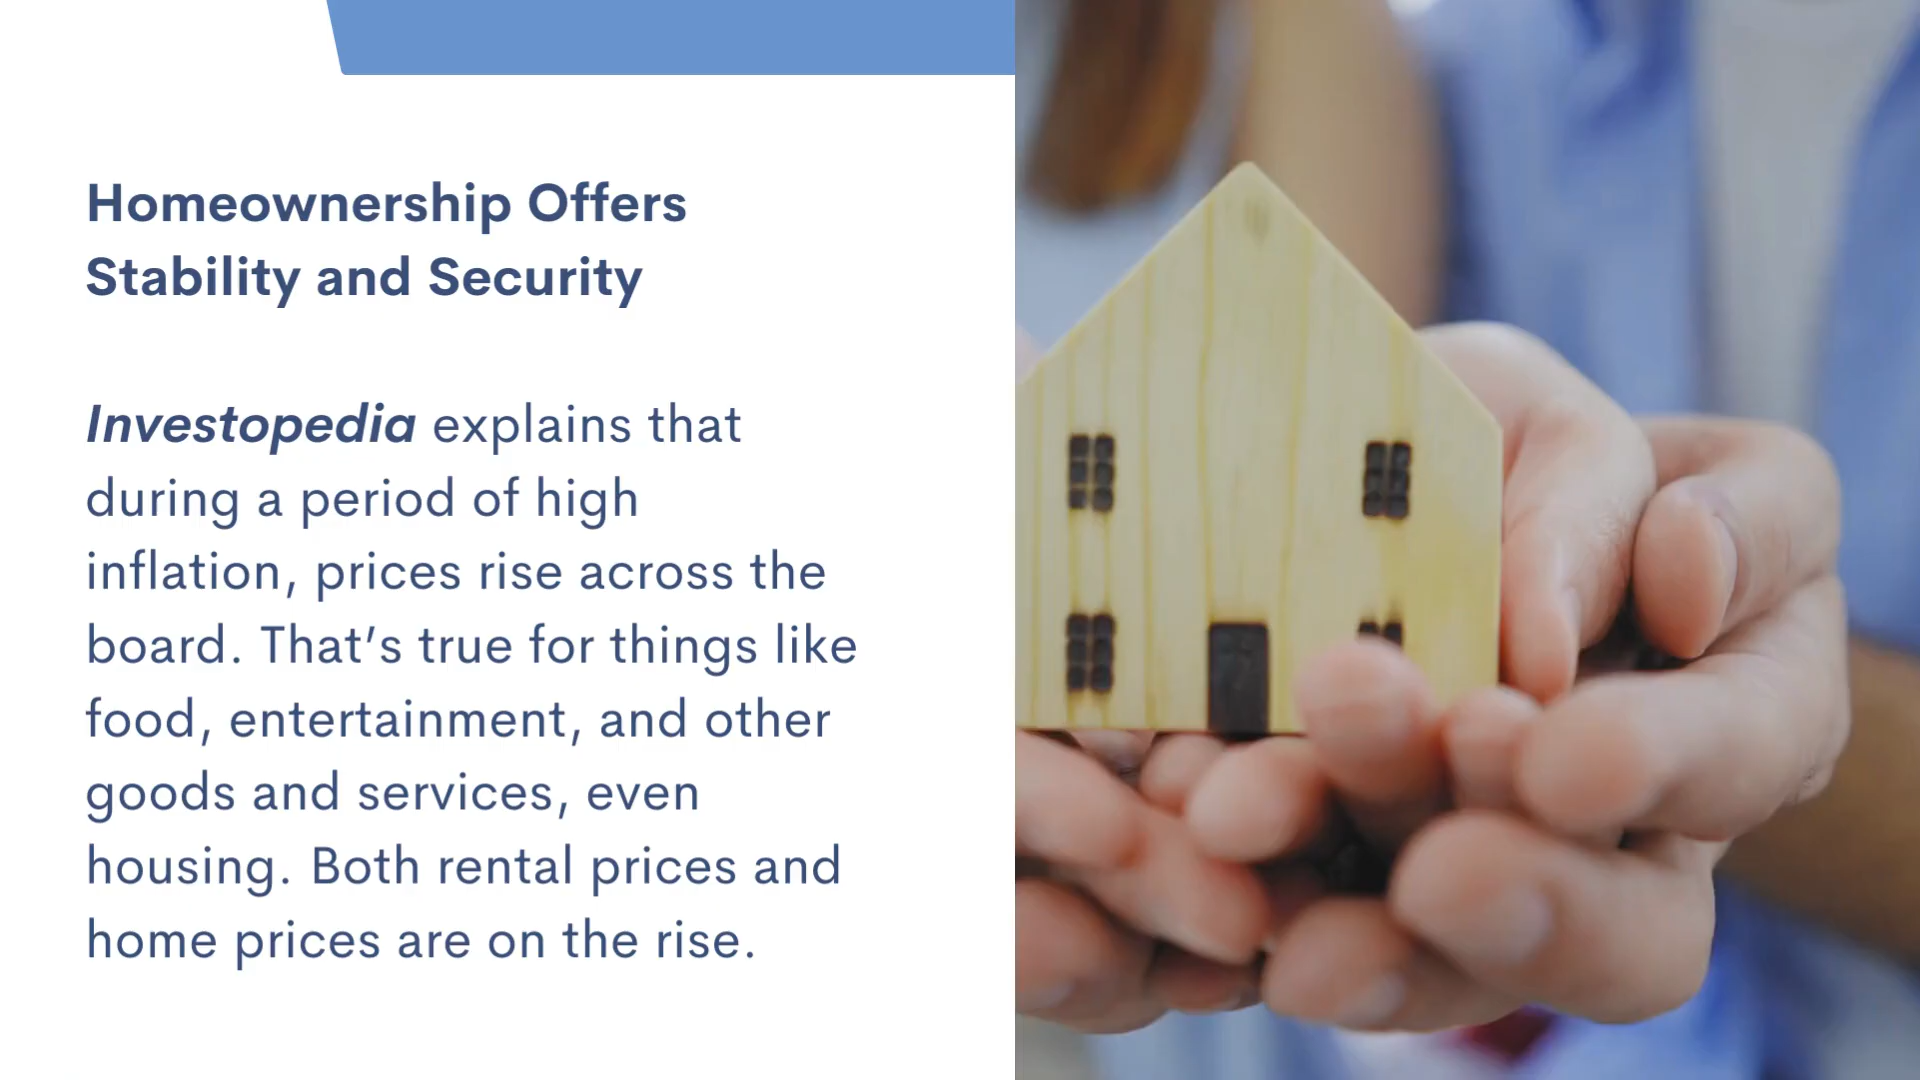 Homeownership Offers
Stability and Security
Investopedia explains that
during a period of high
inflation, prices rise across the
board. That’s true for things like
food, entertainment, and other
goods and services, even
housing. Both rental prices and
home prices are on the rise.